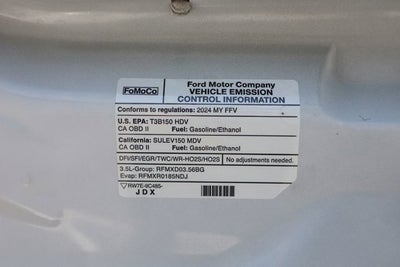 FoMoCo
Ford Motor Company
VEHICLE EMISSION
CONTROL INFORMATION
Conforms to regulations: 2024 MY FFV
U.S. EPA: T3B150 HDV
CA OBD II Fuel: Gasoline/Ethanol
California: SULEV150 MDV
CA OBD II Fuel: Gasoline/Ethanol
DFI/SFI/EGR/TWC/WR-HO2S/HO2S No adjustments needed.
3.5L-Group: RFMXD03.56BG
Evap: RFMXR0185NDJ
RW7E-9C485-
JDX